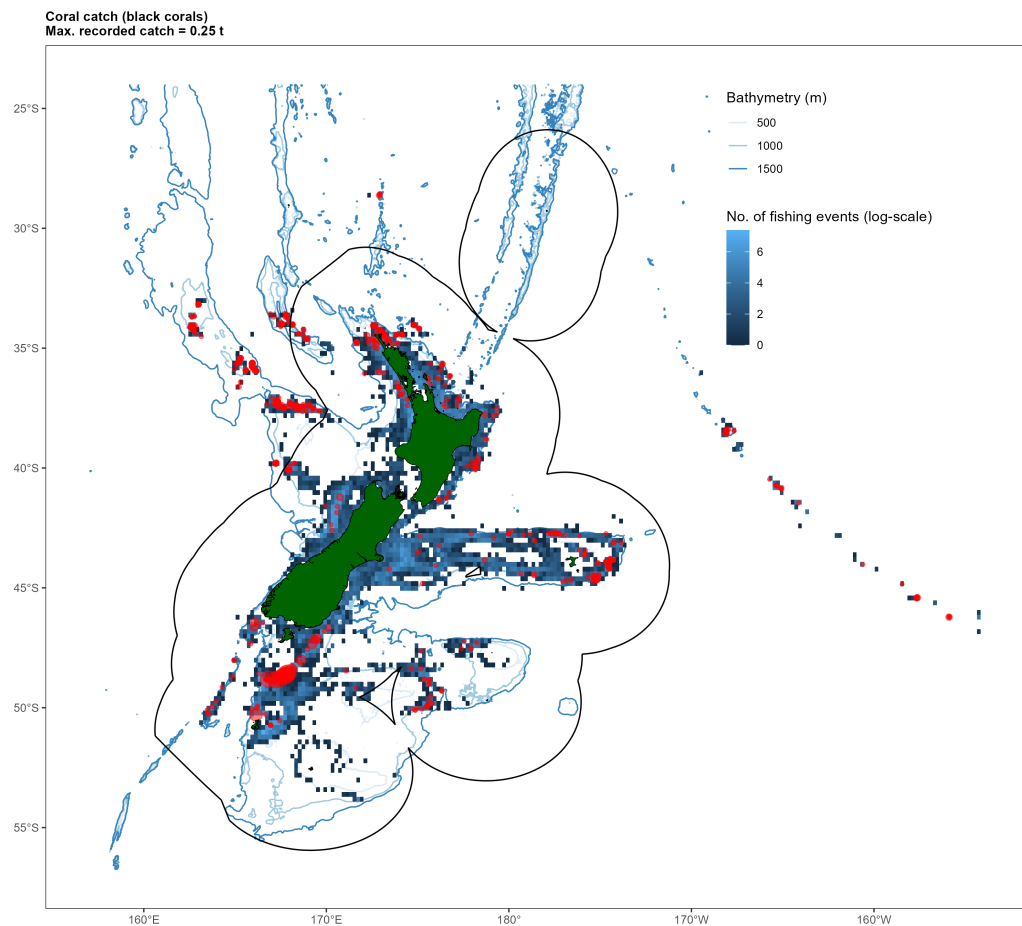 Coral catch (black corals)
Max. recorded catch = 0.25 t
Bathymetry (m)
500
1000
1500
No. of fishing events (log-scale)
6
4
2
0
25°S
30°S
35°S
40°S
45°S
50°S
55°S
160°E
170°E
180°
170°W
160°W